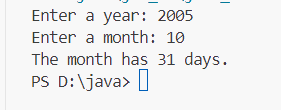 Enter a year: 2005
Enter a month: 10
The month has 31 days.
PS D:\java>